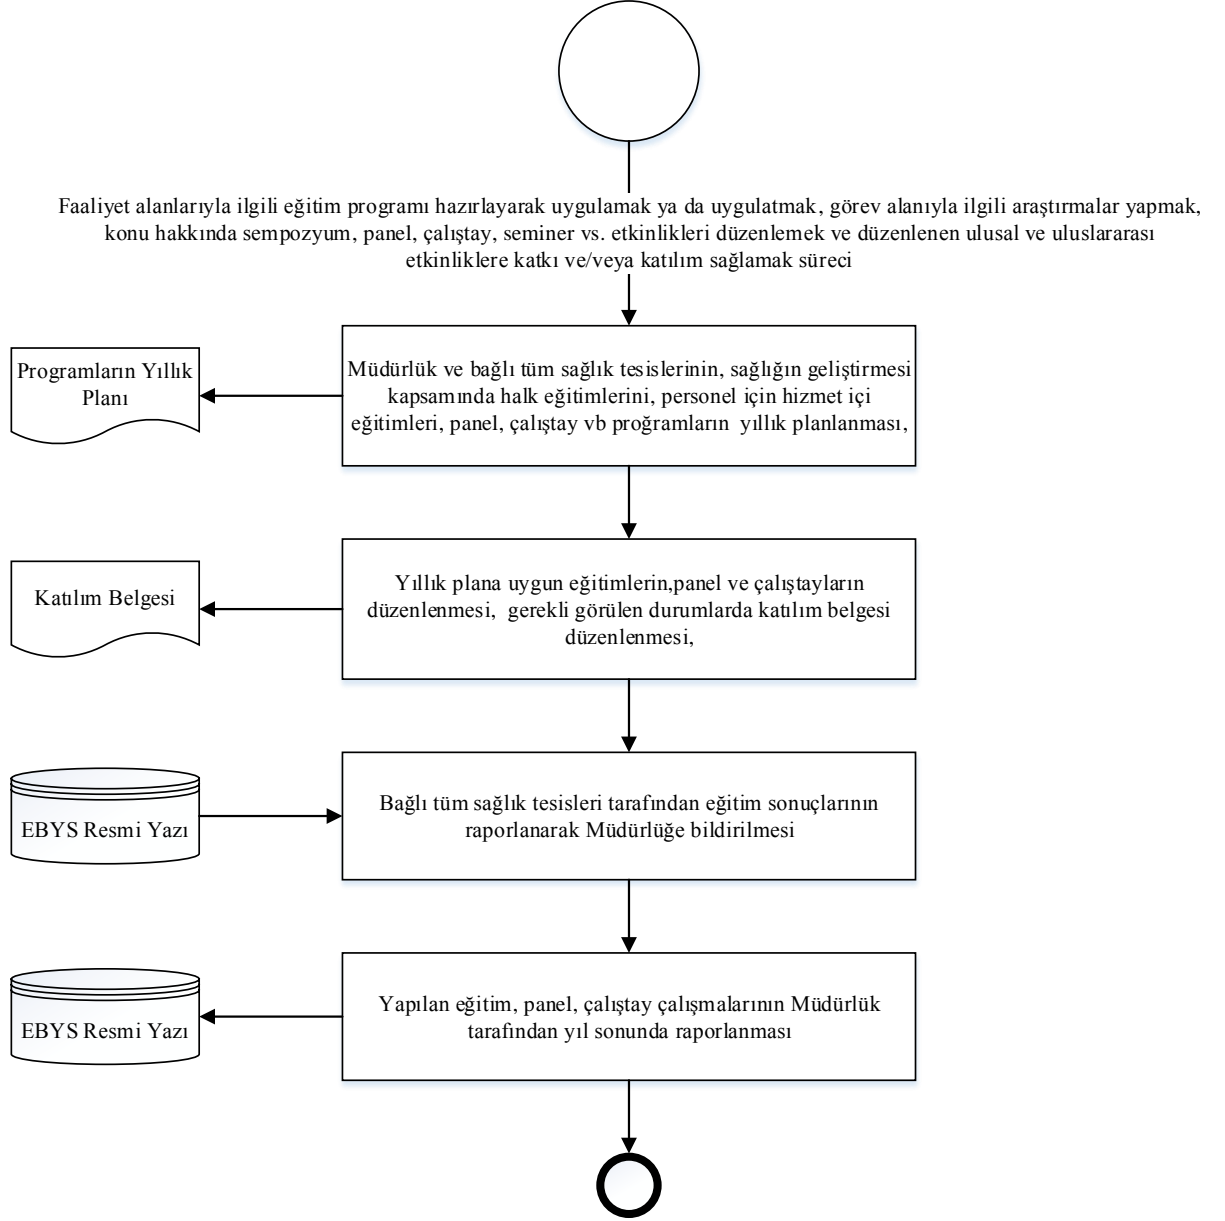 Faaliyet alanlarıyla ilgili eğitim programı hazırlayarak uygulamak ya da uygulatmak, görev alanıyla ilgili araştırmalar yapmak,
konu hakkında sempozyum, panel, çalıştay, seminer vs. etkinlikleri düzenlemek ve düzenlenen ulusal ve uluslararası
etkinliklere katkı ve/veya katılım sağlamak süreci
Programların Yıllık
Planı
Müdürlük ve bağlı tüm sağlık tesislerinin, sağlığın geliştirmesi
kapsamında halk eğitimlerini, personel için hizmet içi
eğitimleri, panel, çalıştay vb proğramların  yıllık planlanması,
Katılım Belgesi
Yıllık plana uygun eğitimlerin,panel ve çalıştayların
düzenlenmesi,  gerekli görülen durumlarda katılım belgesi
düzenlenmesi,
EBYS Resmi Yazı
Bağlı tüm sağlık tesisleri tarafından eğitim sonuçlarının
raporlanarak Müdürlüğe bildirilmesi
EBYS Resmi Yazı
Yapılan eğitim, panel, çalıştay çalışmalarının Müdürlük
tarafından yıl sonunda raporlanması